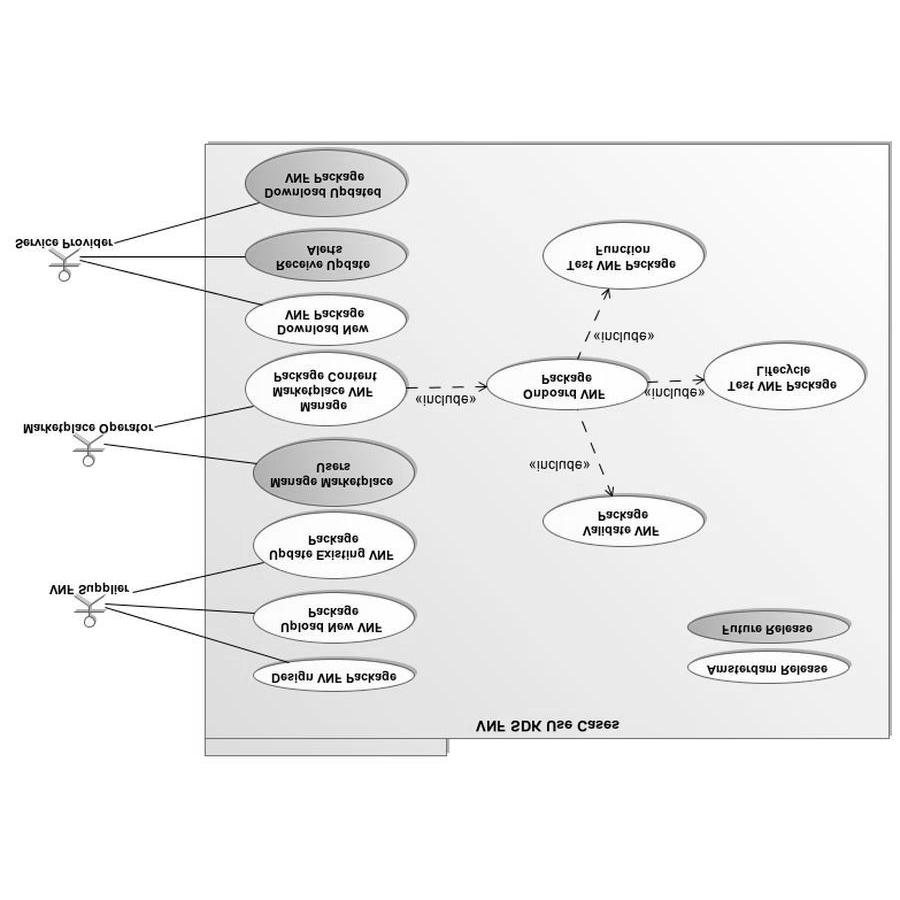 VNF SDK Use Cases
Design VNF Package
Amsterdam Release
Upload New VNF
Package
Future Release
VNF Supplier
Update Existing VNF
Package
Validate VNF
Package
Manage Marketplace
Users
«include»
Marketplace Operator
Manage
Marketplace VNF
Package Content
«include»
Onboard VNF
Package
«include»
Test VNF Package
Lifecycle
Download New
VNF Package
«include»
Receive Update
Alerts
Test VNF Package
Function
Service Provider
Download Updated
VNF Package